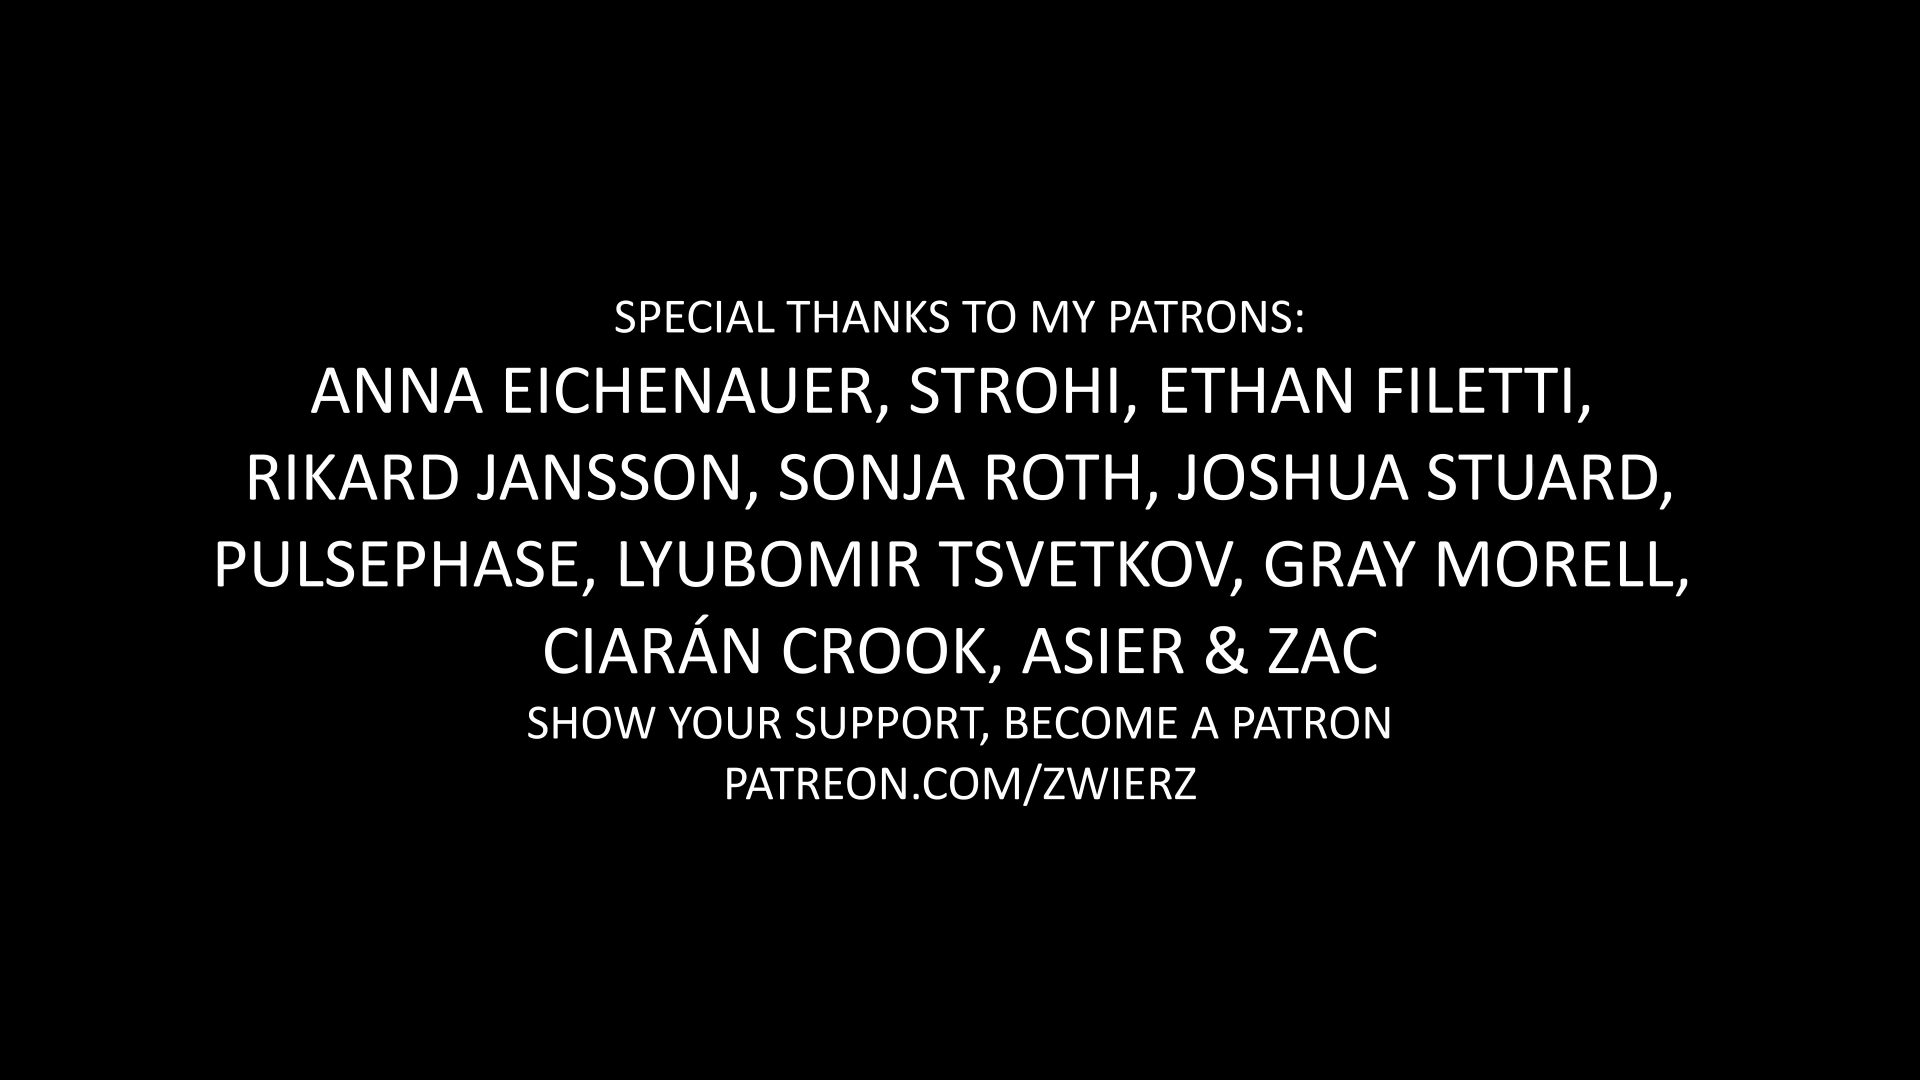 SPECIAL THANKS TO MY PATRONS:
ANNA EICHENAUER, STROHI, ETHAN FILETTI,
RIKARD JANSSON, SONJA ROTH, JOSHUA STUARD,
PULSEPHASE, LYUBOMIR TSVETKOV, GRAY MORELL,
CIARÁN CROOK, ASIER & ZAC
SHOW YOUR SUPPORT, BECOME A PATRON
PATREON.COM/ZWIERZ